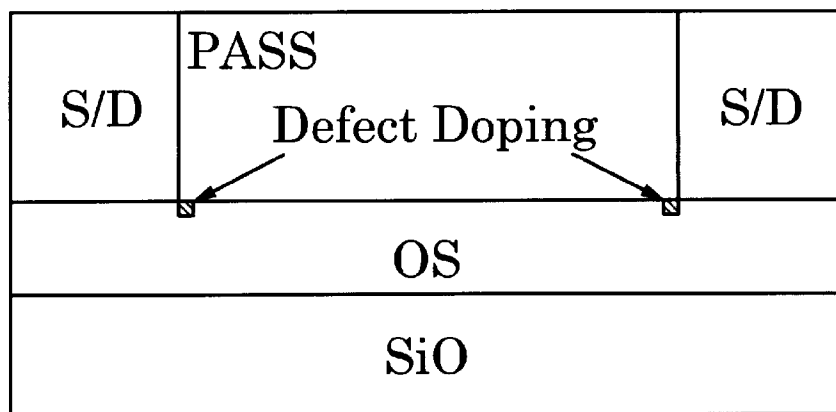 PASS
S/D
S/D
Defect Doping
OS
SiO